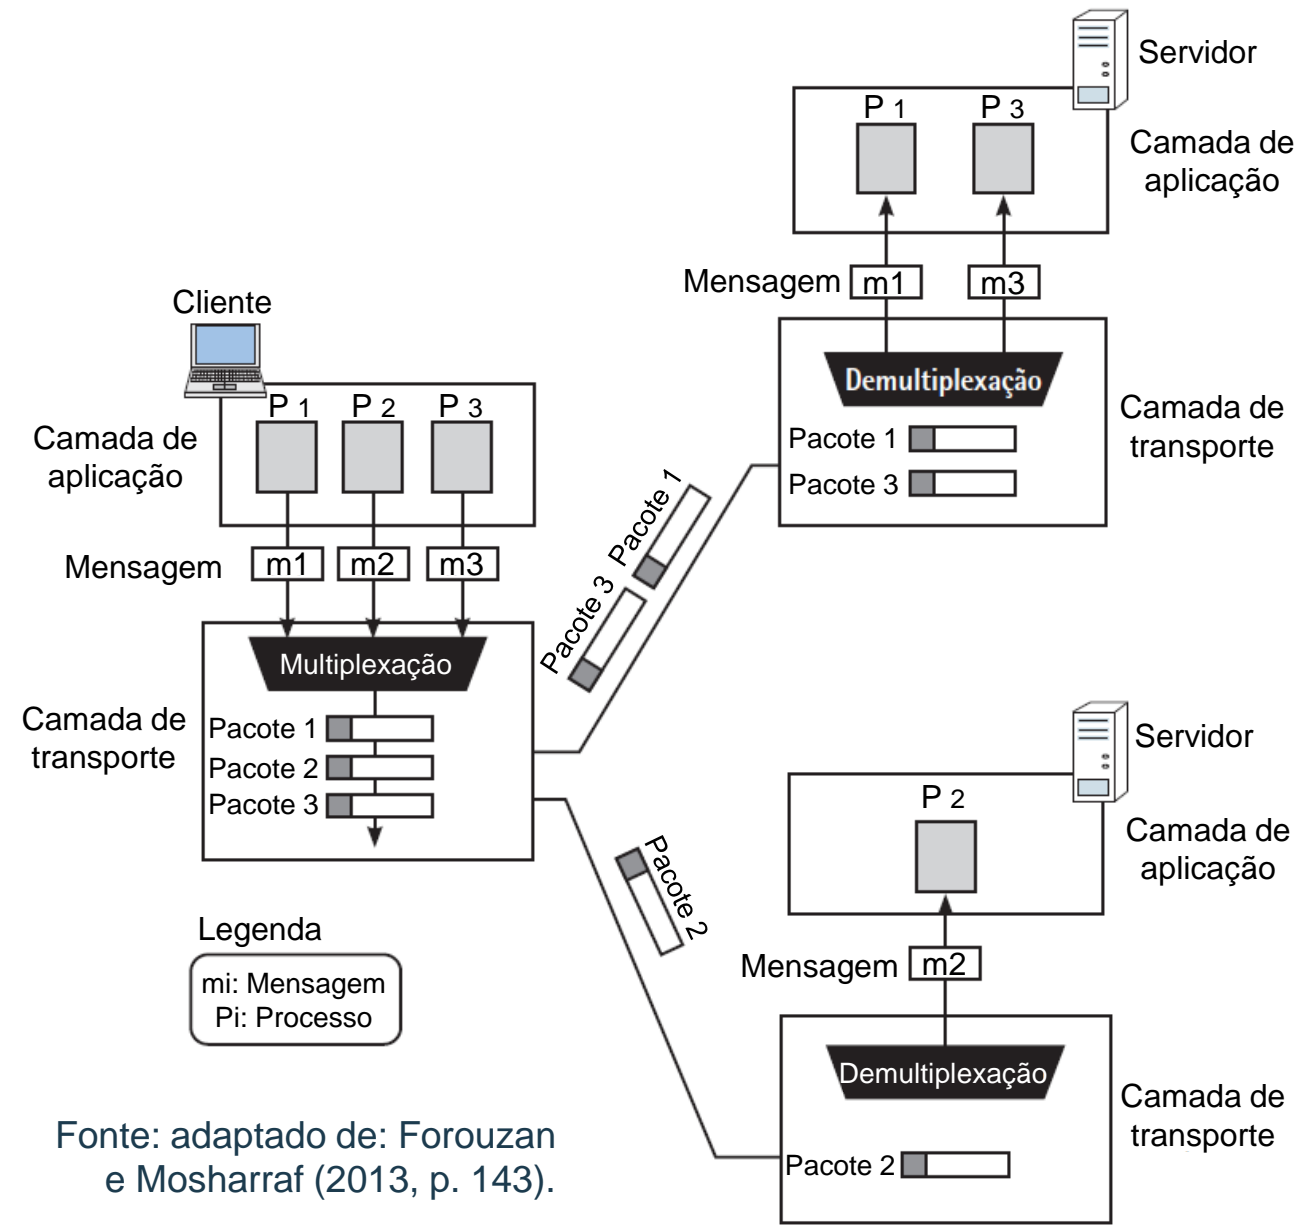 Servidor
P 1
P 3
Camada de
aplicação
Mensagem
m1
m3
Demultiplexação
Camada de
transporte
Pacote 1
Pacote 3
Cliente
P 1
P 2
P 3
Camada de
aplicação
Mensagem
m1
m2
m3
Multiplexação
Camada de
transporte
Pacote 1
Pacote 2
Pacote 3
Pacote 1
Pacote 3
Pacote 2
Servidor
P 2
Camada de
aplicação
Mensagem
m2
Demultiplexação
Camada de
transporte
Pacote 2
Legenda
mi: Mensagem
Pi: Processo
Fonte: adaptado de: Forouzan
e Mosharraf (2013, p. 143).